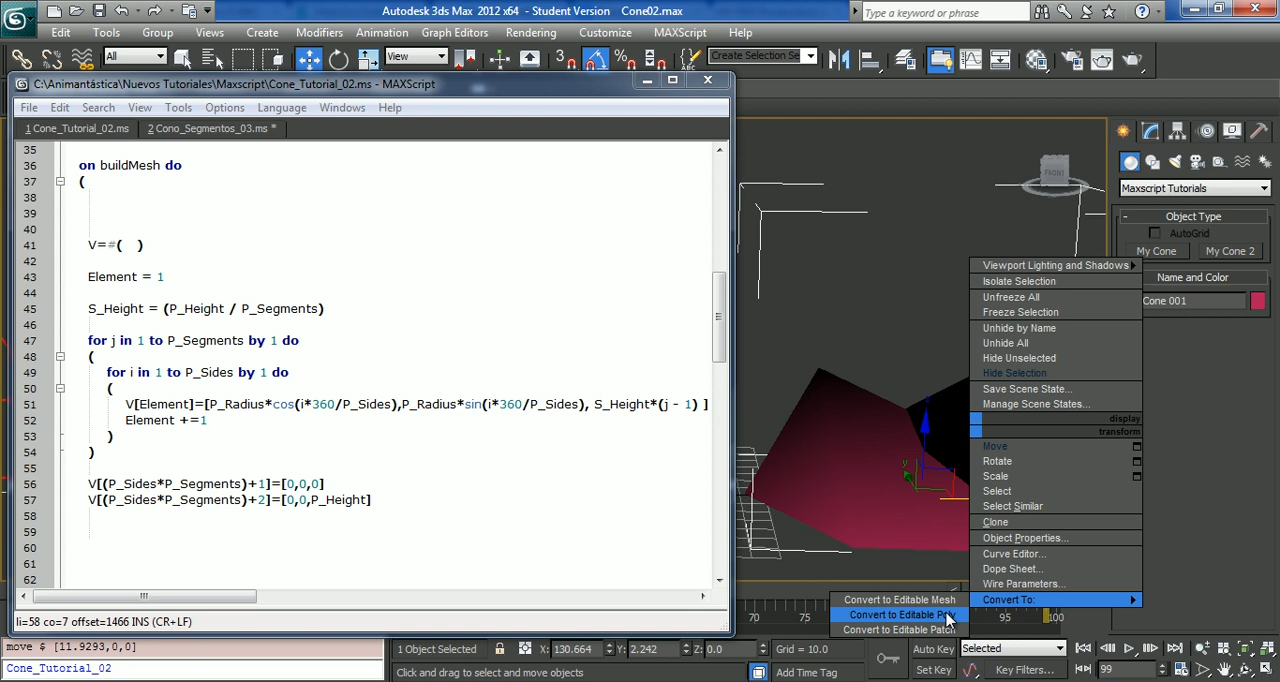 Autodesk 3ds Max 2012 x64 - Student Version Cone02.max
Type a keyword or phrase
Edit Tools Group Views Create Modifiers Animation Graph Editors Rendering Customize MAXScript Help
All
View
Create Selection Se
C:\Animantástica\Nuevos Tutoriales\Maxscript\Cone_Tutorial_02.ms - MAXScript
File Edit Search View Tools Options Language Windows Help
1 Cone_Tutorial_02.ms 2 Cono_Segmentos_03.ms *
35
36 on buildMesh do
37 (
38
39
40
41 V=#( )
42
43 Element = 1
44
45 S_Height = (P_Height / P_Segments)
46
47 for j in 1 to P_Segments by 1 do
48 (
49 for i in 1 to P_Sides by 1 do
50 (
51 V[Element]=[P_Radius*cos(i*360/P_Sides),P_Radius*sin(i*360/P_Sides), S_Height*(j - 1) ]
52 Element +=1
53 )
54 )
55
56 V[(P_Sides*P_Segments)+1]=[0,0,0]
57 V[(P_Sides*P_Segments)+2]=[0,0,P_Height]
58
59
60
61
62
li=58 co=7 offset=1466 INS (CR+LF)
FRONT
Maxscript Tutorials
Object Type
AutoGrid
My Cone My Cone 2
Name and Color
Cone 001
Viewport Lighting and Shadows
Isolate Selection
Unfreeze All
Freeze Selection
Unhide by Name
Unhide All
Hide Unselected
Hide Selection
Save Scene State...
Manage Scene States...
display
transform
Move
Rotate
Scale
Select
Select Similar
Clone
Object Properties...
Curve Editor...
Dope Sheet...
Wire Parameters...
Convert To:
Convert to Editable Mesh
Convert to Editable Poly
Convert to Editable Patch
z
y
70 75 95 100
move $ [11.9293,0,0]
Cone_Tutorial_02
1 Object Selected X: 130.664 Y: 2.242 Z: 0.0 Grid = 10.0 Auto Key Selected
Click and drag to select and move objects Add Time Tag Set Key Key Filters... 99